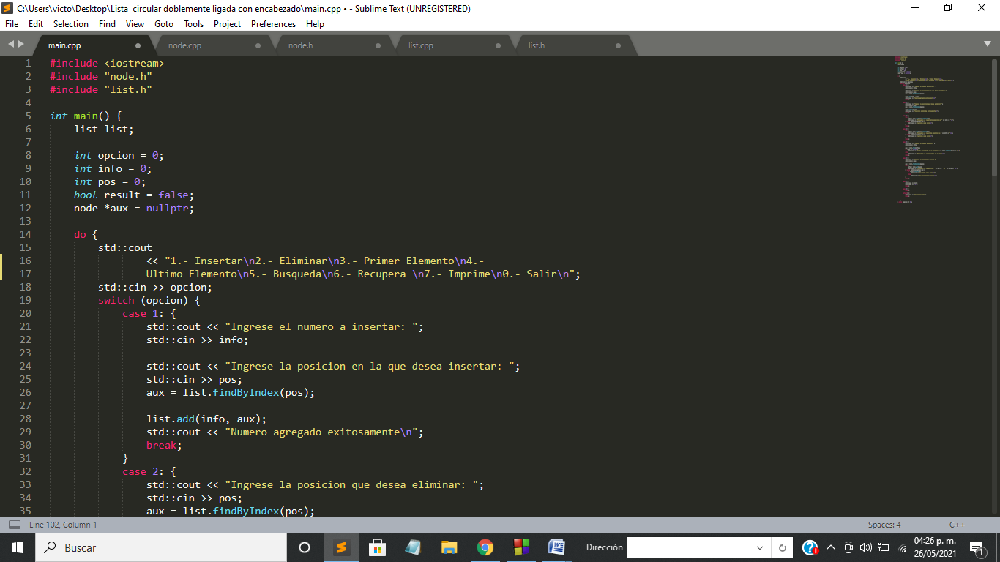 C:\Users\victo\Desktop\Lista  circular doblemente ligada con encabezado\main.cpp • - Sublime Text (UNREGISTERED)
File Edit Selection Find View Goto Tools Project Preferences Help
main.cpp node.cpp node.h list.cpp list.h
1 #include <iostream>
2 #include "node.h"
3 #include "list.h"
4
5 int main() {
6     list list;
7
8     int opcion = 0;
9     int info = 0;
10     int pos = 0;
11     bool result = false;
12     node *aux = nullptr;
13
14     do {
15         std::cout
16                 << "1.- Insertar\n2.- Eliminar\n3.- Primer Elemento\n4.-
17                 Ultimo Elemento\n5.- Busqueda\n6.- Recupera \n7.- Imprime\n0.- Salir\n";
18         std::cin >> opcion;
19         switch (opcion) {
20             case 1: {
21                 std::cout << "Ingrese el numero a insertar: ";
22                 std::cin >> info;
23
24                 std::cout << "Ingrese la posicion en la que desea insertar: ";
25                 std::cin >> pos;
26                 aux = list.findByIndex(pos);
27
28                 list.add(info, aux);
29                 std::cout << "Numero agregado exitosamente\n";
30                 break;
31             }
32             case 2: {
33                 std::cout << "Ingrese la posicion que desea eliminar: ";
34                 std::cin >> pos;
35                 aux = list.findByIndex(pos);
Line 102, Column 1 Spaces: 4 C++
Buscar Dirección 04:26 p. m.
26/05/2021 1